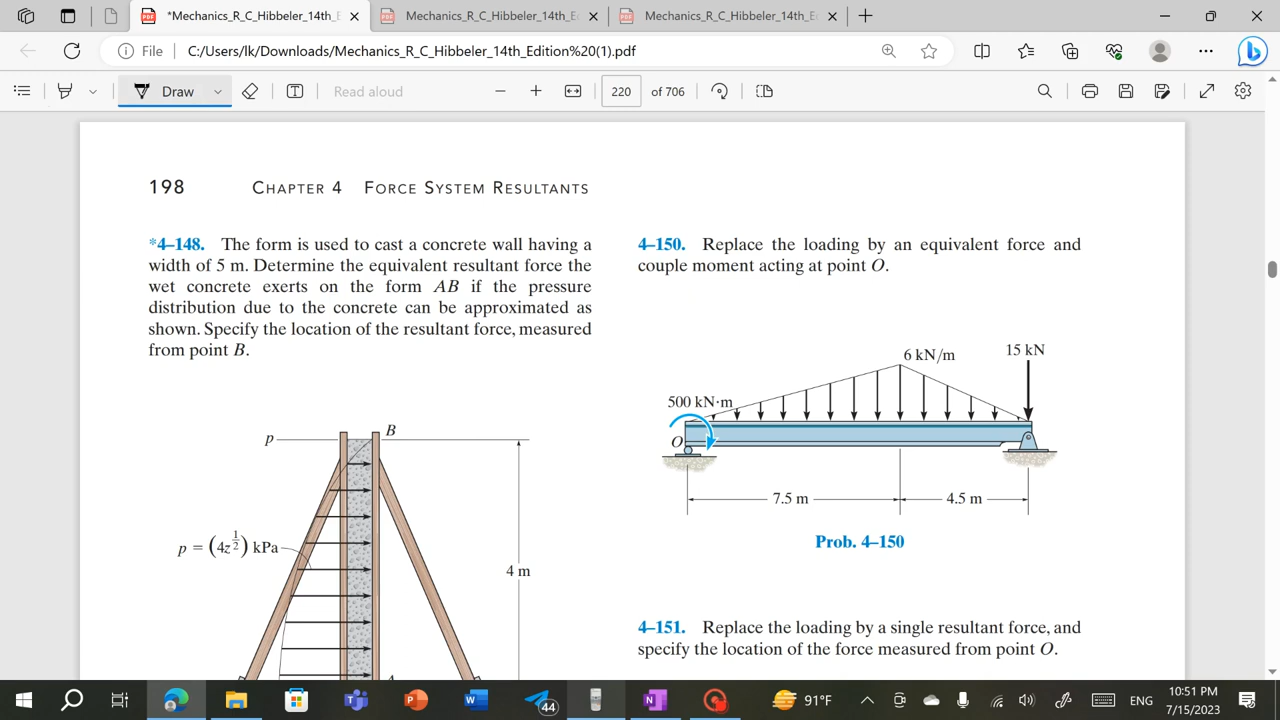 *Mechanics_R_C_Hibbeler_14th_E
Mechanics_R_C_Hibbeler_14th_Ed
Mechanics_R_C_Hibbeler_14th_Ed
File
C:/Users/lk/Downloads/Mechanics_R_C_Hibbeler_14th_Edition%20(1).pdf
Draw
Read aloud
220 of 706
198 CHAPTER 4 FORCE SYSTEM RESULTANTS
*4–148. The form is used to cast a concrete wall having a
width of 5 m. Determine the equivalent resultant force the
wet concrete exerts on the form AB if the pressure
distribution due to the concrete can be approximated as
shown. Specify the location of the resultant force, measured
from point B.
p
B
p = (4z^{1/2}) kPa
4 m
4–150. Replace the loading by an equivalent force and
couple moment acting at point O.
6 kN/m
15 kN
500 kN·m
O
7.5 m
4.5 m
Prob. 4–150
4–151. Replace the loading by a single resultant force, and
specify the location of the force measured from point O.
44
91°F
ENG
10:51 PM
7/15/2023